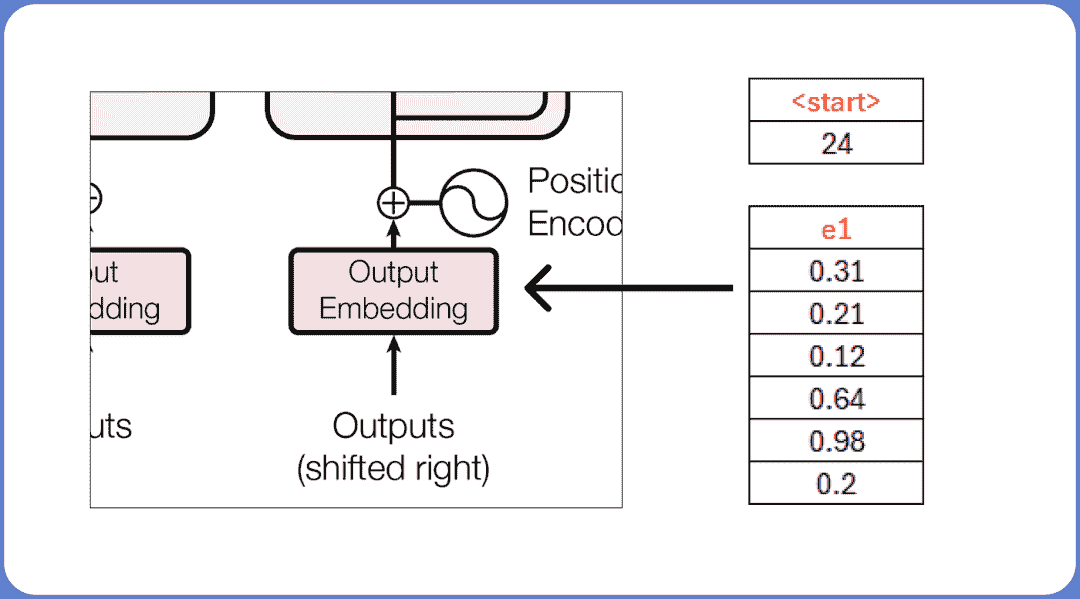 Positic
Encod
Output
Embedding
Outputs
(shifted right)
ut
dding
uts
<start>
24
e1
0.31
0.21
0.12
0.64
0.98
0.2